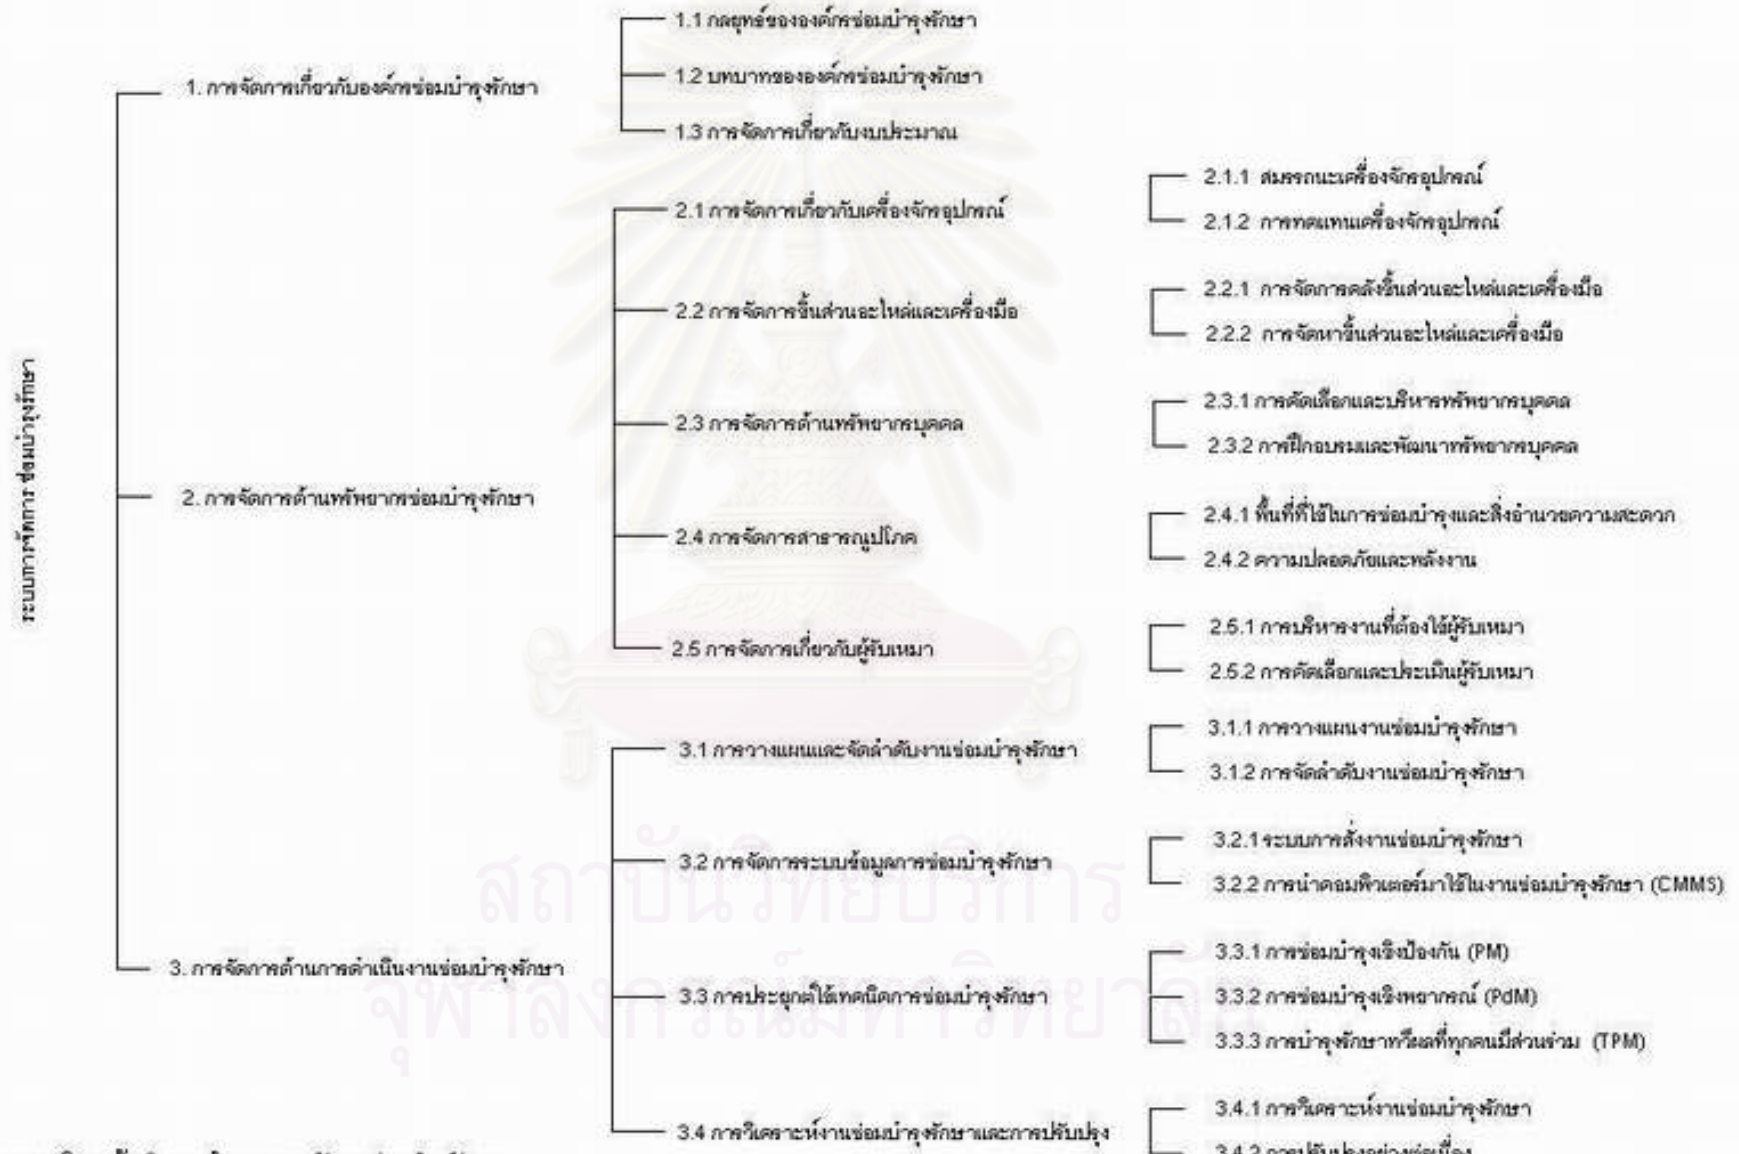 1.1 กลยุทธ์ขององค์กรซ่อมบำรุงรักษา
1. การจัดการเกี่ยวกับองค์กรซ่อมบำรุงรักษา
1.2 บทบาทขององค์กรซ่อมบำรุงรักษา
1.3 การจัดการเกี่ยวกับงบประมาณ
2.1 การจัดการเกี่ยวกับเครื่องจักรอุปกรณ์
2.1.1 สมรรถนะเครื่องจักรอุปกรณ์
2.1.2 การทดแทนเครื่องจักรอุปกรณ์
2.2 การจัดการชิ้นส่วนอะไหล่และเครื่องมือ
2.2.1 การจัดการคลังชิ้นส่วนอะไหล่และเครื่องมือ
2.2.2 การจัดหาชิ้นส่วนอะไหล่และเครื่องมือ
2.3 การจัดการด้านทรัพยากรบุคคล
2.3.1 การคัดเลือกและบริหารทรัพยากรบุคคล
2.3.2 การฝึกอบรมและพัฒนาทรัพยากรบุคคล
2. การจัดการด้านทรัพยากรซ่อมบำรุงรักษา
2.4 การจัดการสาธารณูปโภค
2.4.1 พื้นที่ที่ใช้ในการซ่อมบำรุงและสิ่งอำนวยความสะดวก
2.4.2 ความปลอดภัยและพลังงาน
2.5 การจัดการเกี่ยวกับผู้รับเหมา
2.5.1 การบริหารงานที่ต้องใช้ผู้รับเหมา
2.5.2 การคัดเลือกและประเมินผู้รับเหมา
3.1 การวางแผนและจัดลำดับงานซ่อมบำรุงรักษา
3.1.1 การวางแผนงานซ่อมบำรุงรักษา
3.1.2 การจัดลำดับงานซ่อมบำรุงรักษา
3.2 การจัดการระบบข้อมูลการซ่อมบำรุงรักษา
3.2.1 ระบบการสั่งงานซ่อมบำรุงรักษา
3.2.2 การนำคอมพิวเตอร์มาใช้ในงานซ่อมบำรุงรักษา (CMMS)
3. การจัดการด้านการดำเนินงานซ่อมบำรุงรักษา
3.3 การประยุกต์ใช้เทคนิคการซ่อมบำรุงรักษา
3.3.1 การซ่อมบำรุงเชิงป้องกัน (PM)
3.3.2 การซ่อมบำรุงเชิงพยากรณ์ (PdM)
3.3.3 การบำรุงรักษาทวีผลที่ทุกคนมีส่วนร่วม (TPM)
3.4 การวิเคราะห์งานซ่อมบำรุงรักษาและการปรับปรุง
3.4.1 การวิเคราะห์งานซ่อมบำรุงรักษา
3.4.2 การปรับปรุงอย่างต่อเนื่อง
สถาบันวิทยบริการ
จุฬาลงกรณ์มหาวิทยาลัย